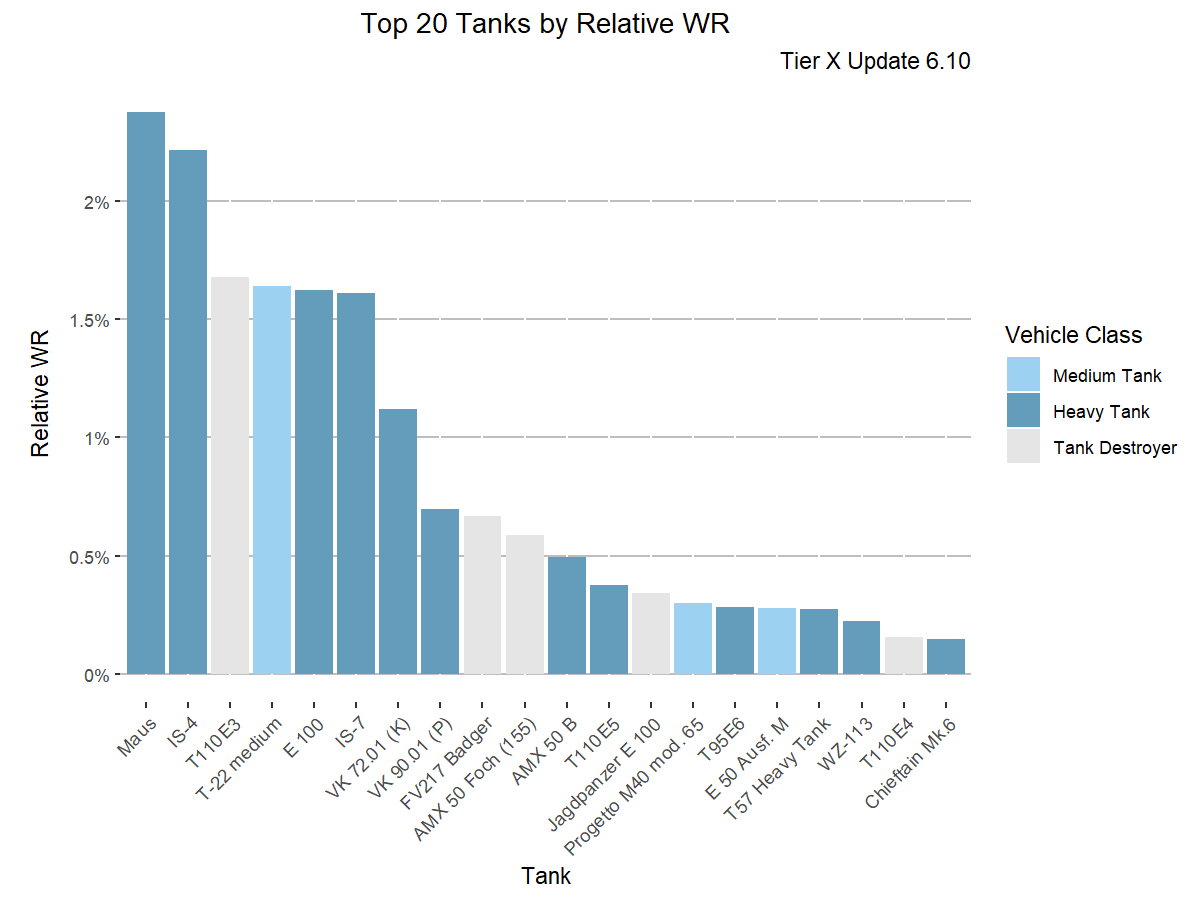 Top 20 Tanks by Relative WR
Tier X Update 6.10
Relative WR
2%
1.5%
1%
0.5%
0%
Maus
IS-4
T110E3
T-22 medium
E 100
IS-7
VK 72.01 (K)
VK 90.01 (P)
FV217 Badger
AMX 50 Foch (155)
AMX 50 B
T110E5
Jagdpanzer E 100
Progetto M40 mod. 65
T95E6
E 50 Ausf. M
T57 Heavy Tank
WZ-113
T110E4
Chieftain Mk.6
Tank
Vehicle Class
Medium Tank
Heavy Tank
Tank Destroyer